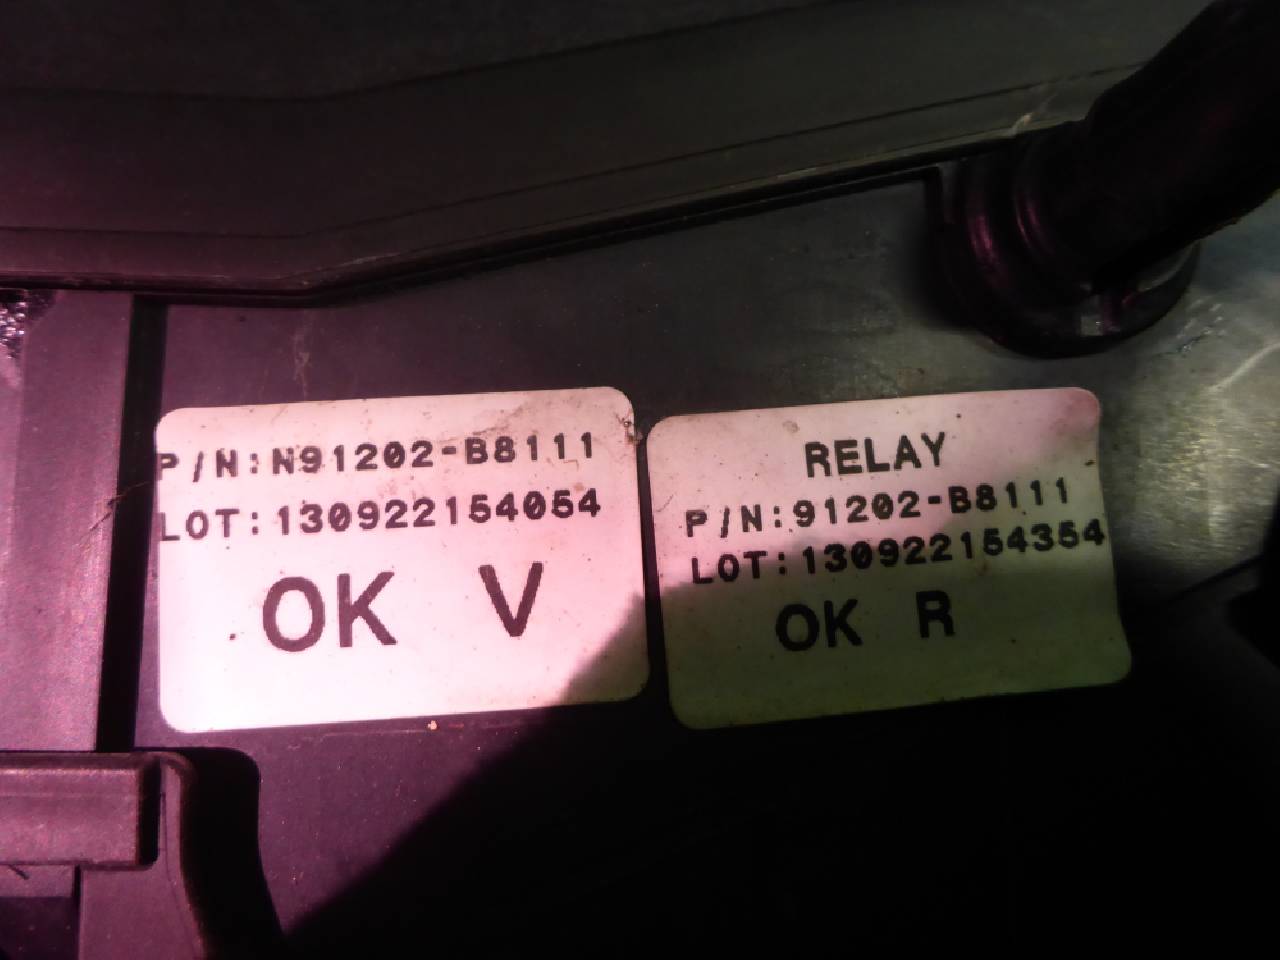 P/N:N91202-B8111
LOT:130922154054
OK V
RELAY
P/N:91202-B8111
LOT:130922154354
OK R